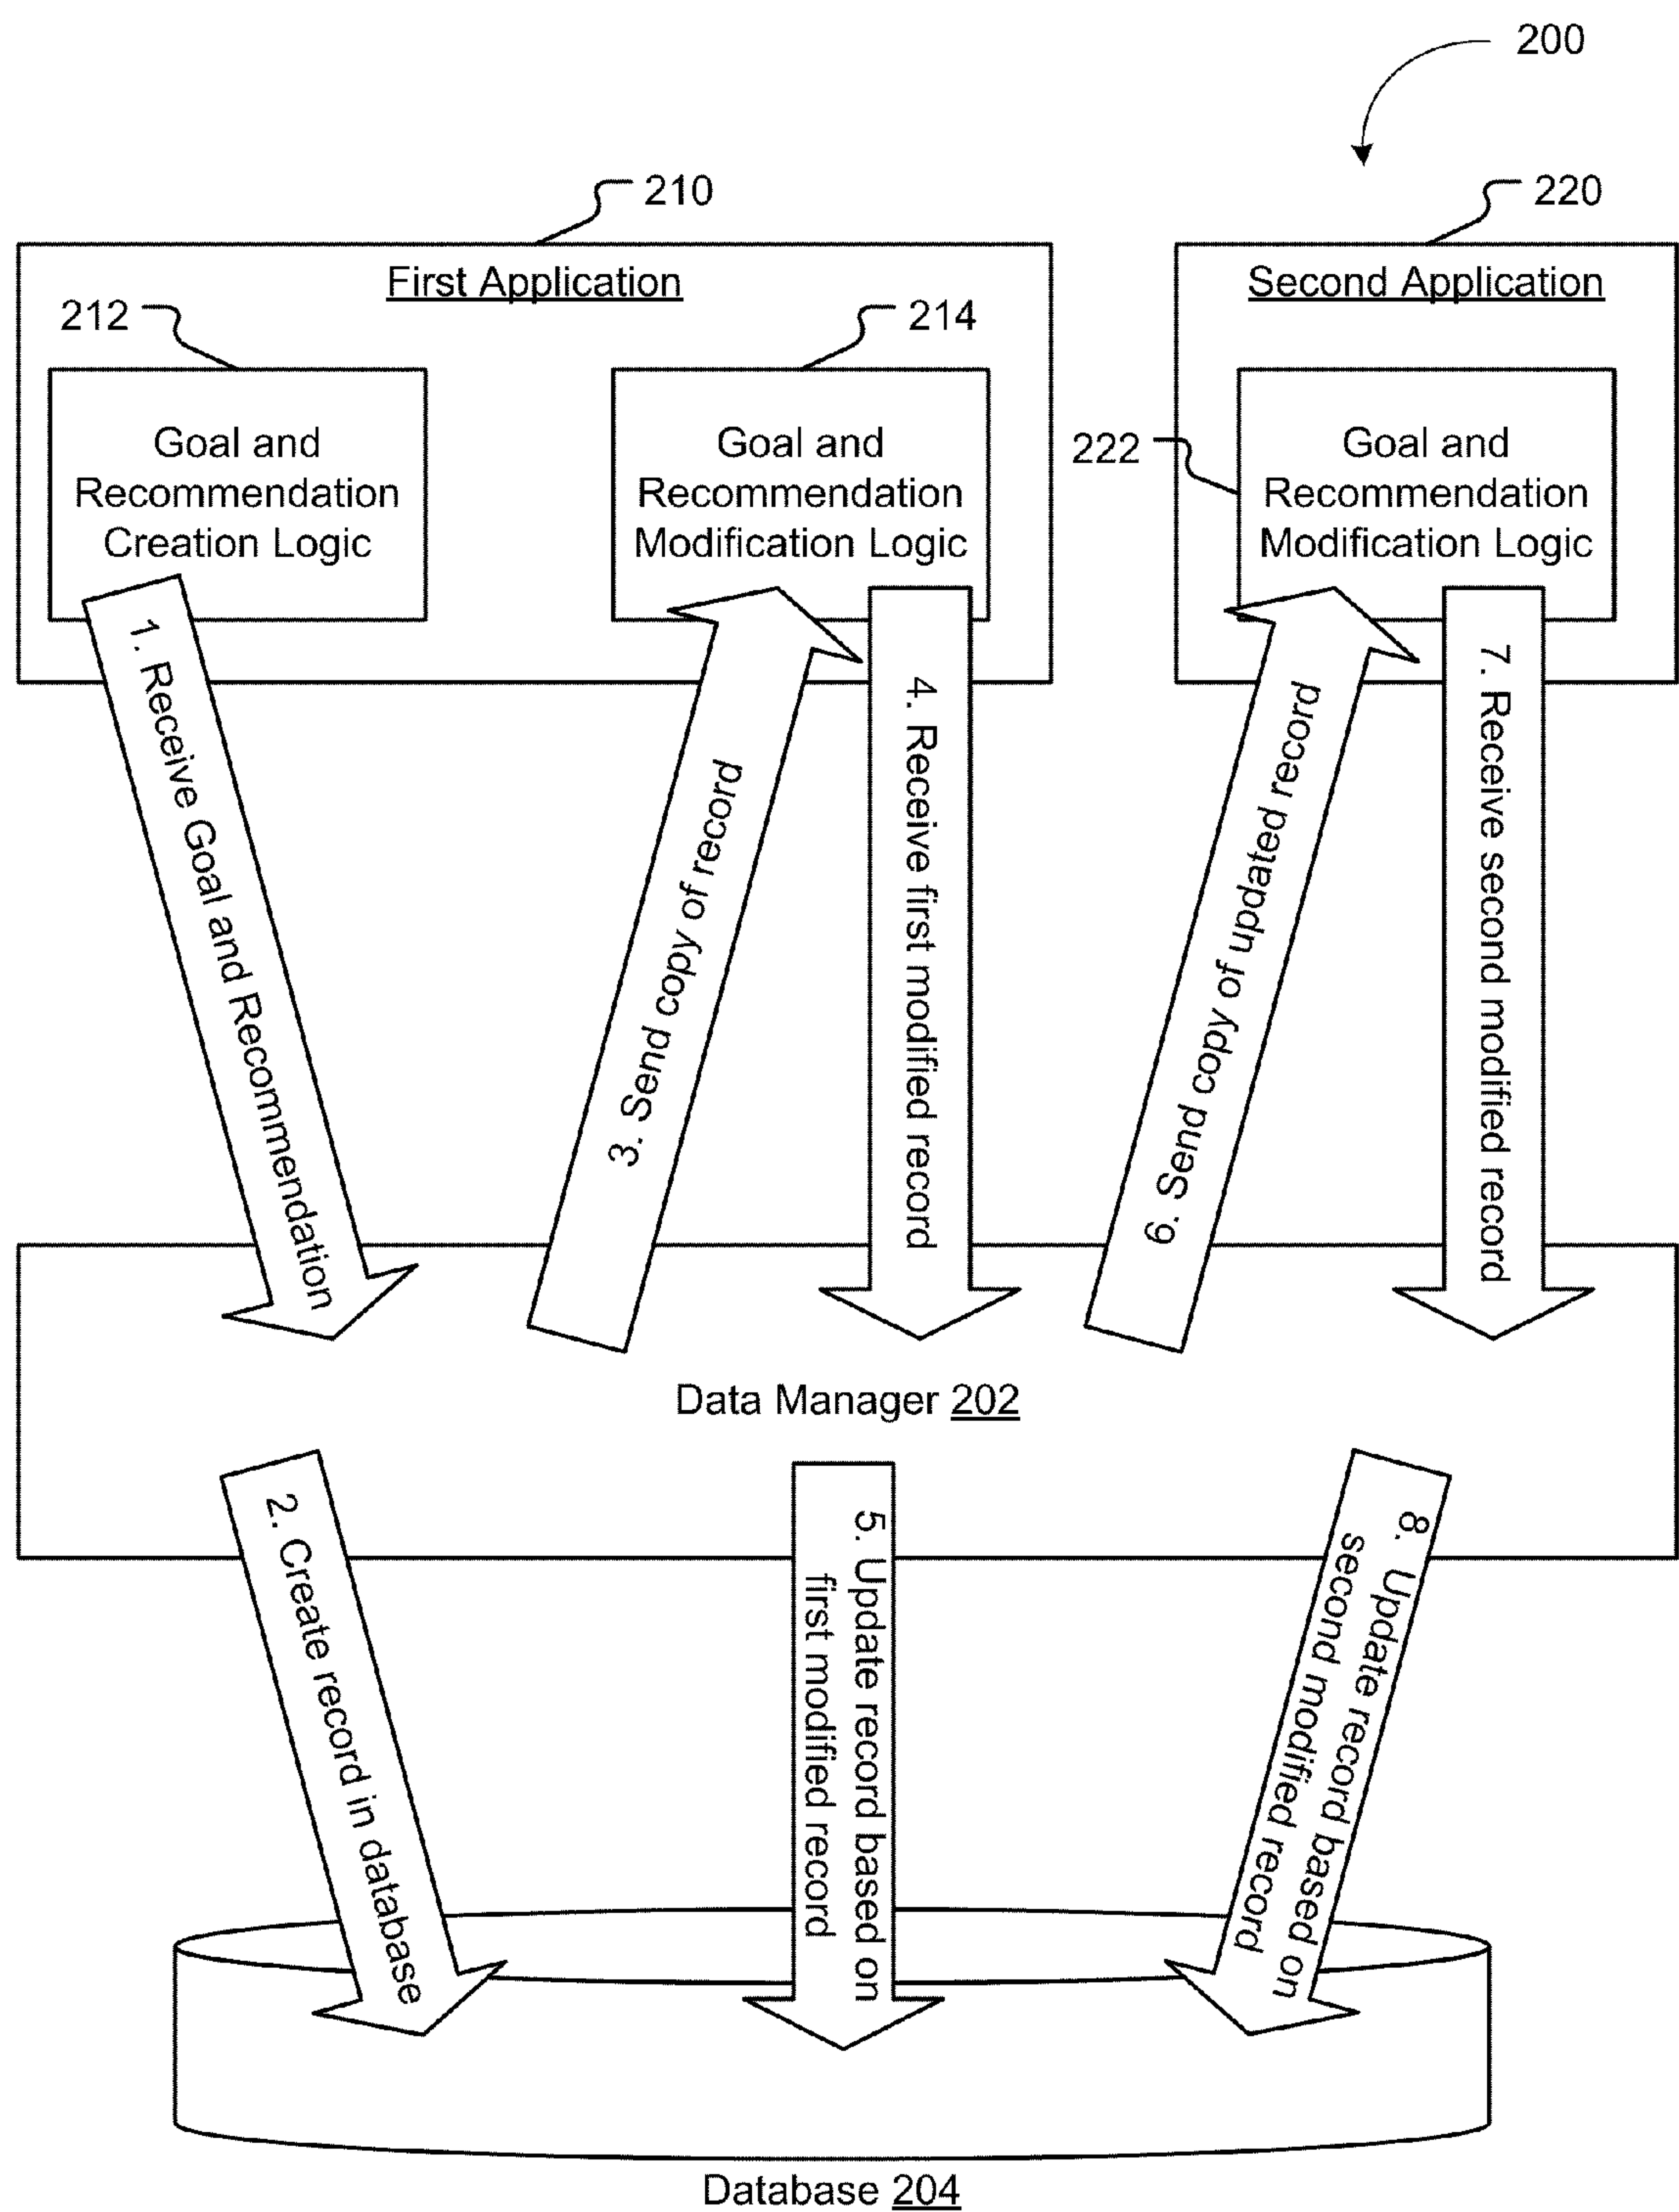 200
210
220
First Application
Second Application
212
214
Goal and
Recommendation
Creation Logic
Goal and
Recommendation
Modification Logic
222
Goal and
Recommendation
Modification Logic
1. Receive Goal and Recommendation
3. Send copy of record
4. Receive first modified record
6. Send copy of updated record
7. Receive second modified record
Data Manager 202
2. Create record in database
5. Update record based on
first modified record
8. Update record based on
second modified record
Database 204